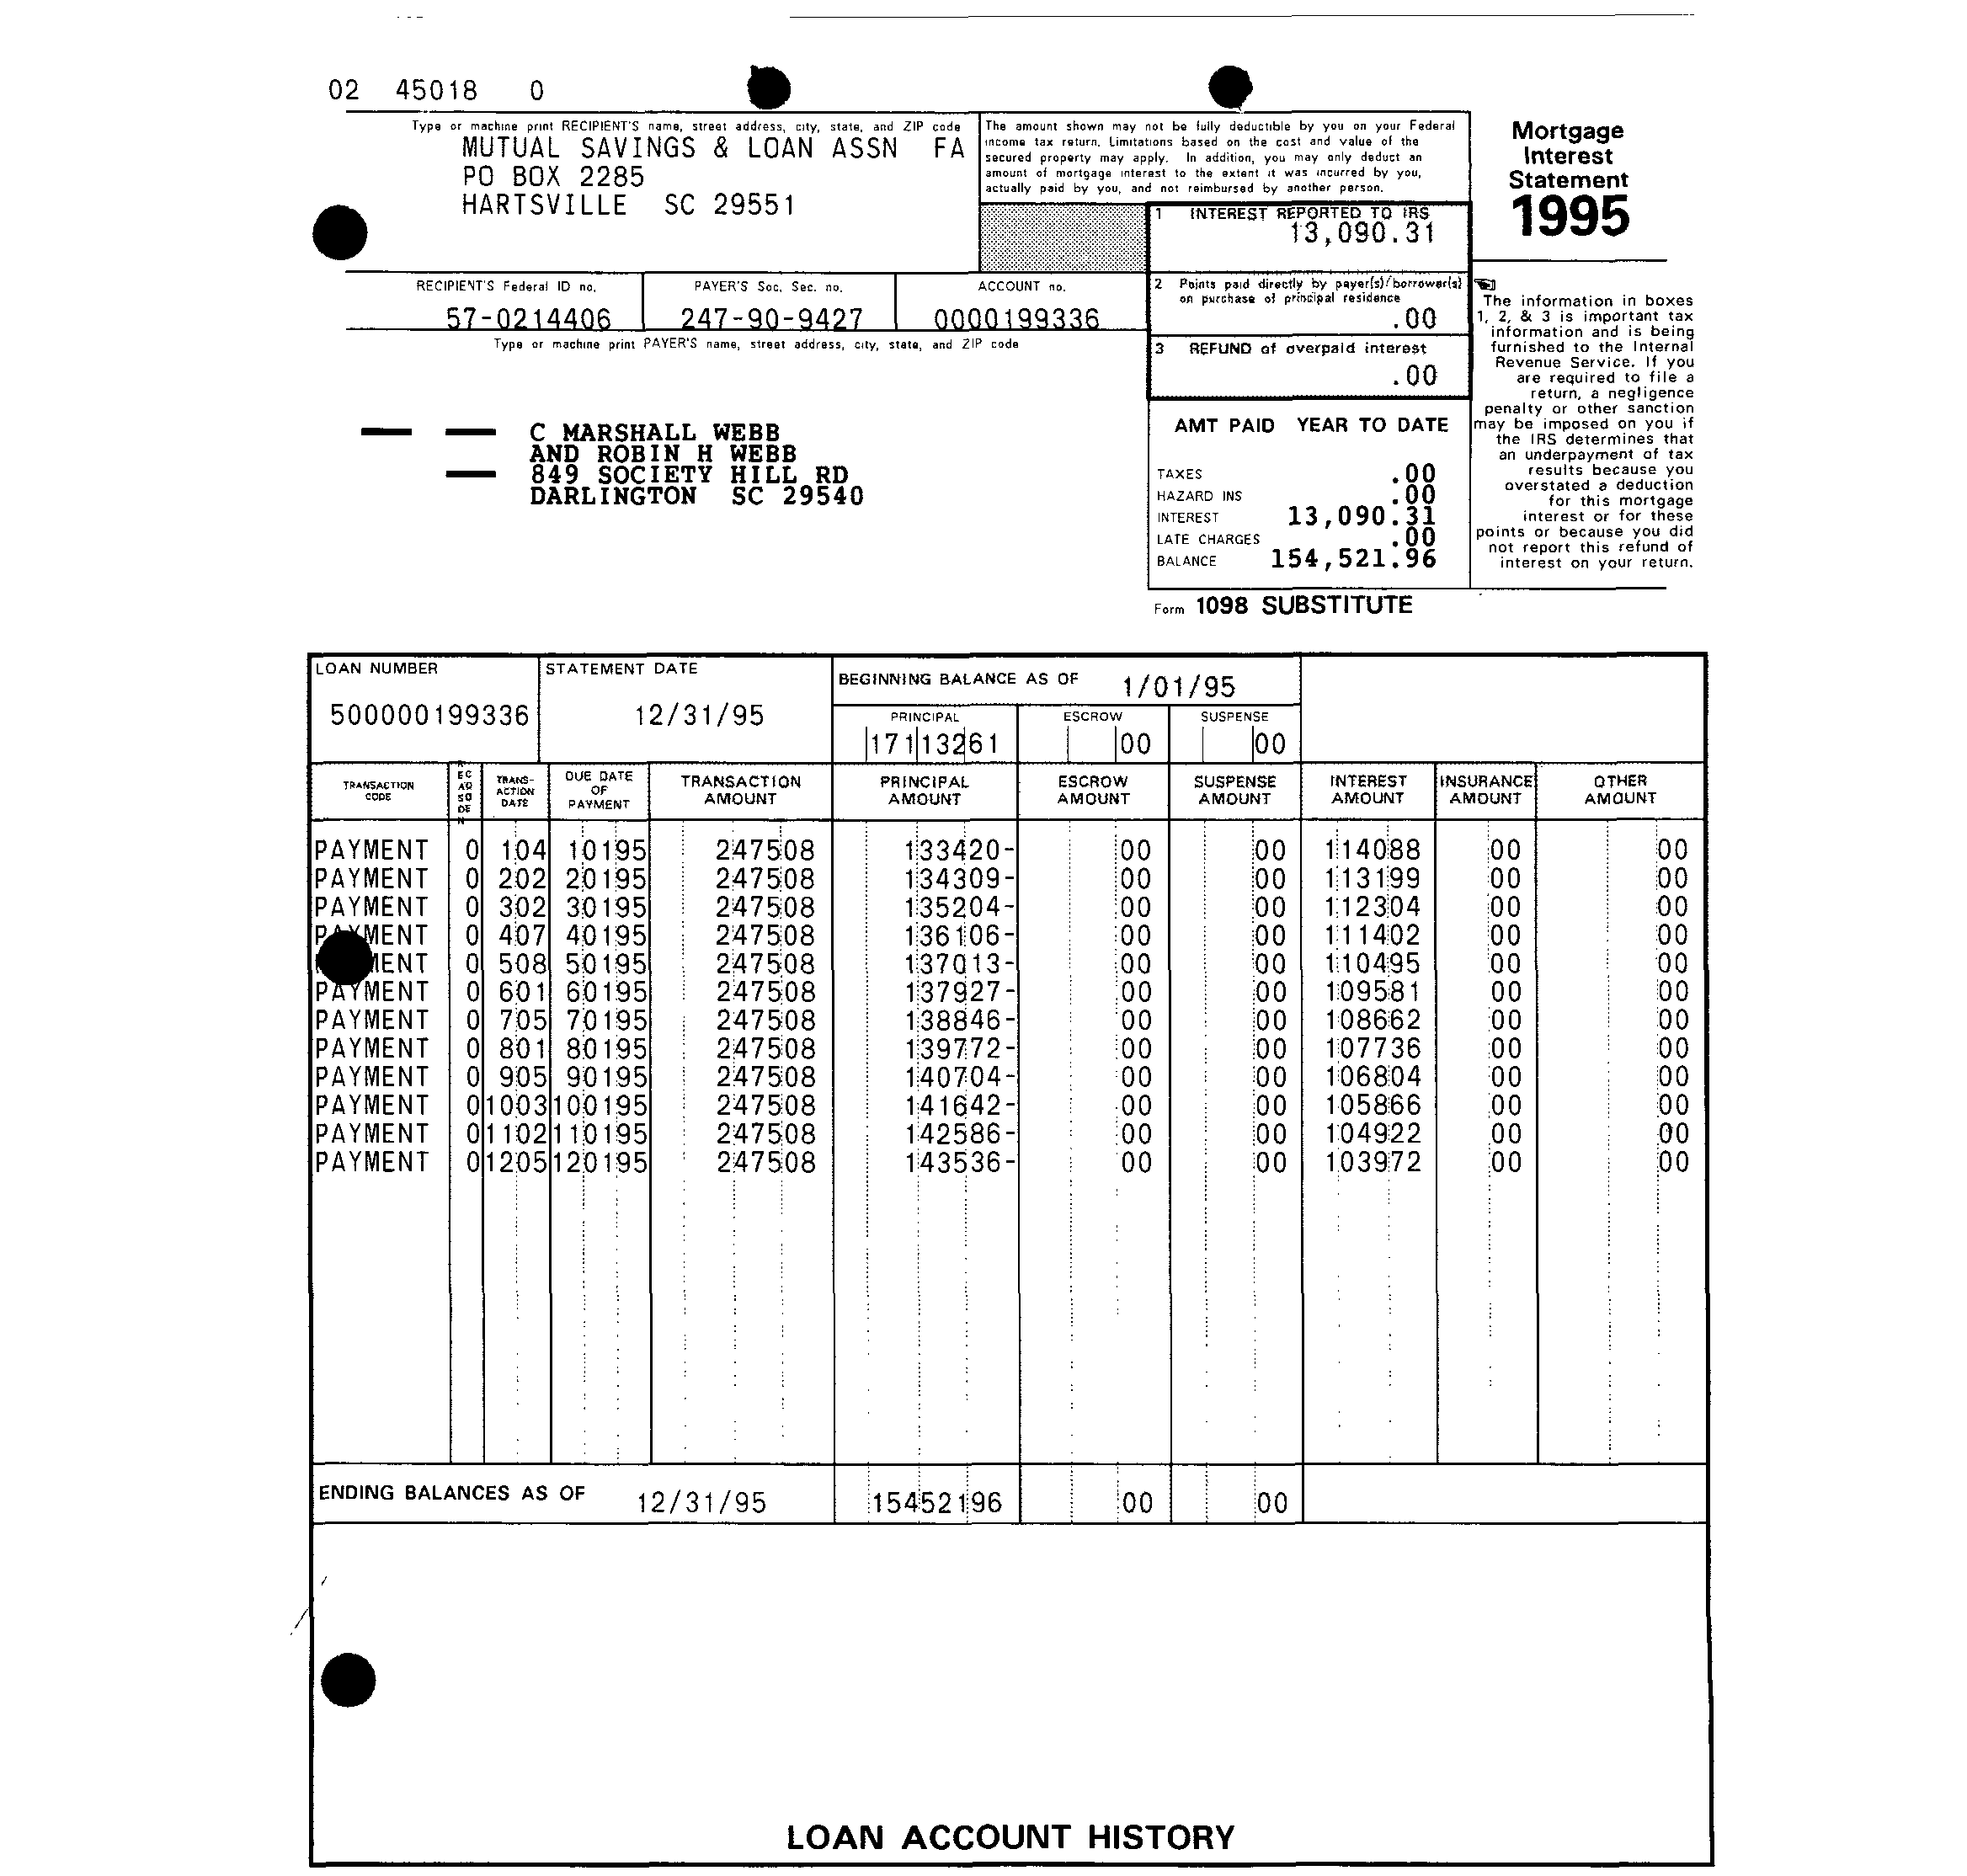 02 45018 0
Type or machine print RECIPIENT'S name, street address, city, state, and ZIP code
MUTUAL SAVINGS & LOAN ASSN FA
PO BOX 2285
HARTSVILLE SC 29551
The amount shown may not be fully deductible by you on your Federal
income tax return. Limitations based on the cost and value of the
secured property may apply. In addition, you may only deduct an
amount of mortgage interest to the extent it was incurred by you,
actually paid by you, and not reimbursed by another person.
Mortgage
Interest
Statement
1995
1 INTEREST REPORTED TO IRS
13,090.31
RECIPIENT'S Federal ID no. PAYER'S Soc. Sec. no. ACCOUNT no.
57-0214406 247-90-9427 0000199336
2 Points paid directly by payer(s)/borrower(s)
on purchase of principal residence
.00
3 REFUND of overpaid interest
.00
Type or machine print PAYER'S name, street address, city, state, and ZIP code
C MARSHALL WEBB
AND ROBIN H WEBB
849 SOCIETY HILL RD
DARLINGTON SC 29540
AMT PAID YEAR TO DATE
TAXES .00
HAZARD INS .00
INTEREST 13,090.31
LATE CHARGES .00
BALANCE 154,521.96
Form 1098 SUBSTITUTE
The information in boxes
1, 2, & 3 is important tax
information and is being
furnished to the Internal
Revenue Service. If you
are required to file a
return, a negligence
penalty or other sanction
may be imposed on you if
the IRS determines that
an underpayment of tax
results because you
overstated a deduction
for this mortgage
interest or for these
points or because you did
not report this refund of
interest on your return.
LOAN NUMBER STATEMENT DATE BEGINNING BALANCE AS OF 1/01/95
500000199336 12/31/95 PRINCIPAL ESCROW SUSPENSE
17113261 00 00
TRANSACTION CODE TRANS-ACTION DATE DUE DATE OF PAYMENT TRANSACTION AMOUNT PRINCIPAL AMOUNT ESCROW AMOUNT SUSPENSE AMOUNT INTEREST AMOUNT INSURANCE AMOUNT OTHER AMOUNT
PAYMENT 0 104 10195 247508 133420- 00 00 114088 00 00
PAYMENT 0 202 20195 247508 134309- 00 00 113199 00 00
PAYMENT 0 302 30195 247508 135204- 00 00 112304 00 00
PAYMENT 0 407 40195 247508 136106- 00 00 111402 00 00
PAYMENT 0 508 50195 247508 137013- 00 00 110495 00 00
PAYMENT 0 601 60195 247508 137927- 00 00 109581 00 00
PAYMENT 0 705 70195 247508 138846- 00 00 108662 00 00
PAYMENT 0 801 80195 247508 139772- 00 00 107736 00 00
PAYMENT 0 905 90195 247508 140704- 00 00 106804 00 00
PAYMENT 0 1003 100195 247508 141642- 00 00 105866 00 00
PAYMENT 0 1102 110195 247508 142586- 00 00 104922 00 00
PAYMENT 0 1205 120195 247508 143536- 00 00 103972 00 00
ENDING BALANCES AS OF 12/31/95 15452196 00 00
LOAN ACCOUNT HISTORY